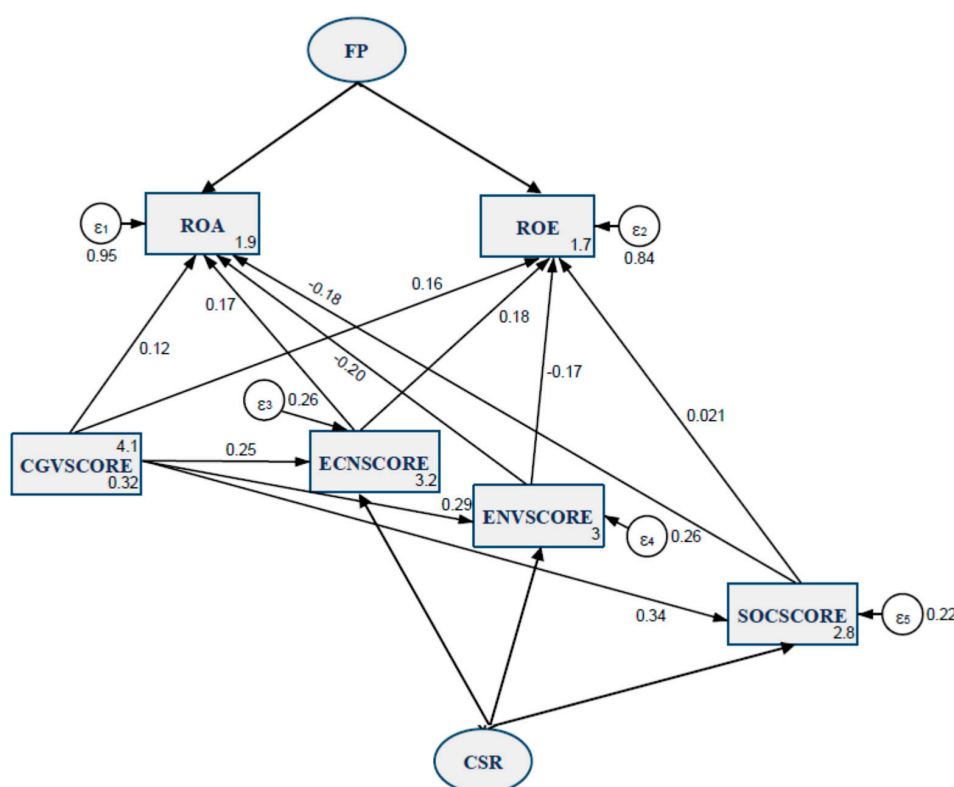 FP
ROA
1.9
ROE
1.7
ε1
0.95
ε2
0.84
-0.18
0.16
0.17
0.18
0.12
-0.20
-0.17
ε3
0.26
0.021
4.1
CGVSCORE
0.32
0.25
ECNSCORE
3.2
0.29
ENVSCORE
3
ε4
0.26
0.34
SOCSCORE
2.8
ε5
0.22
CSR